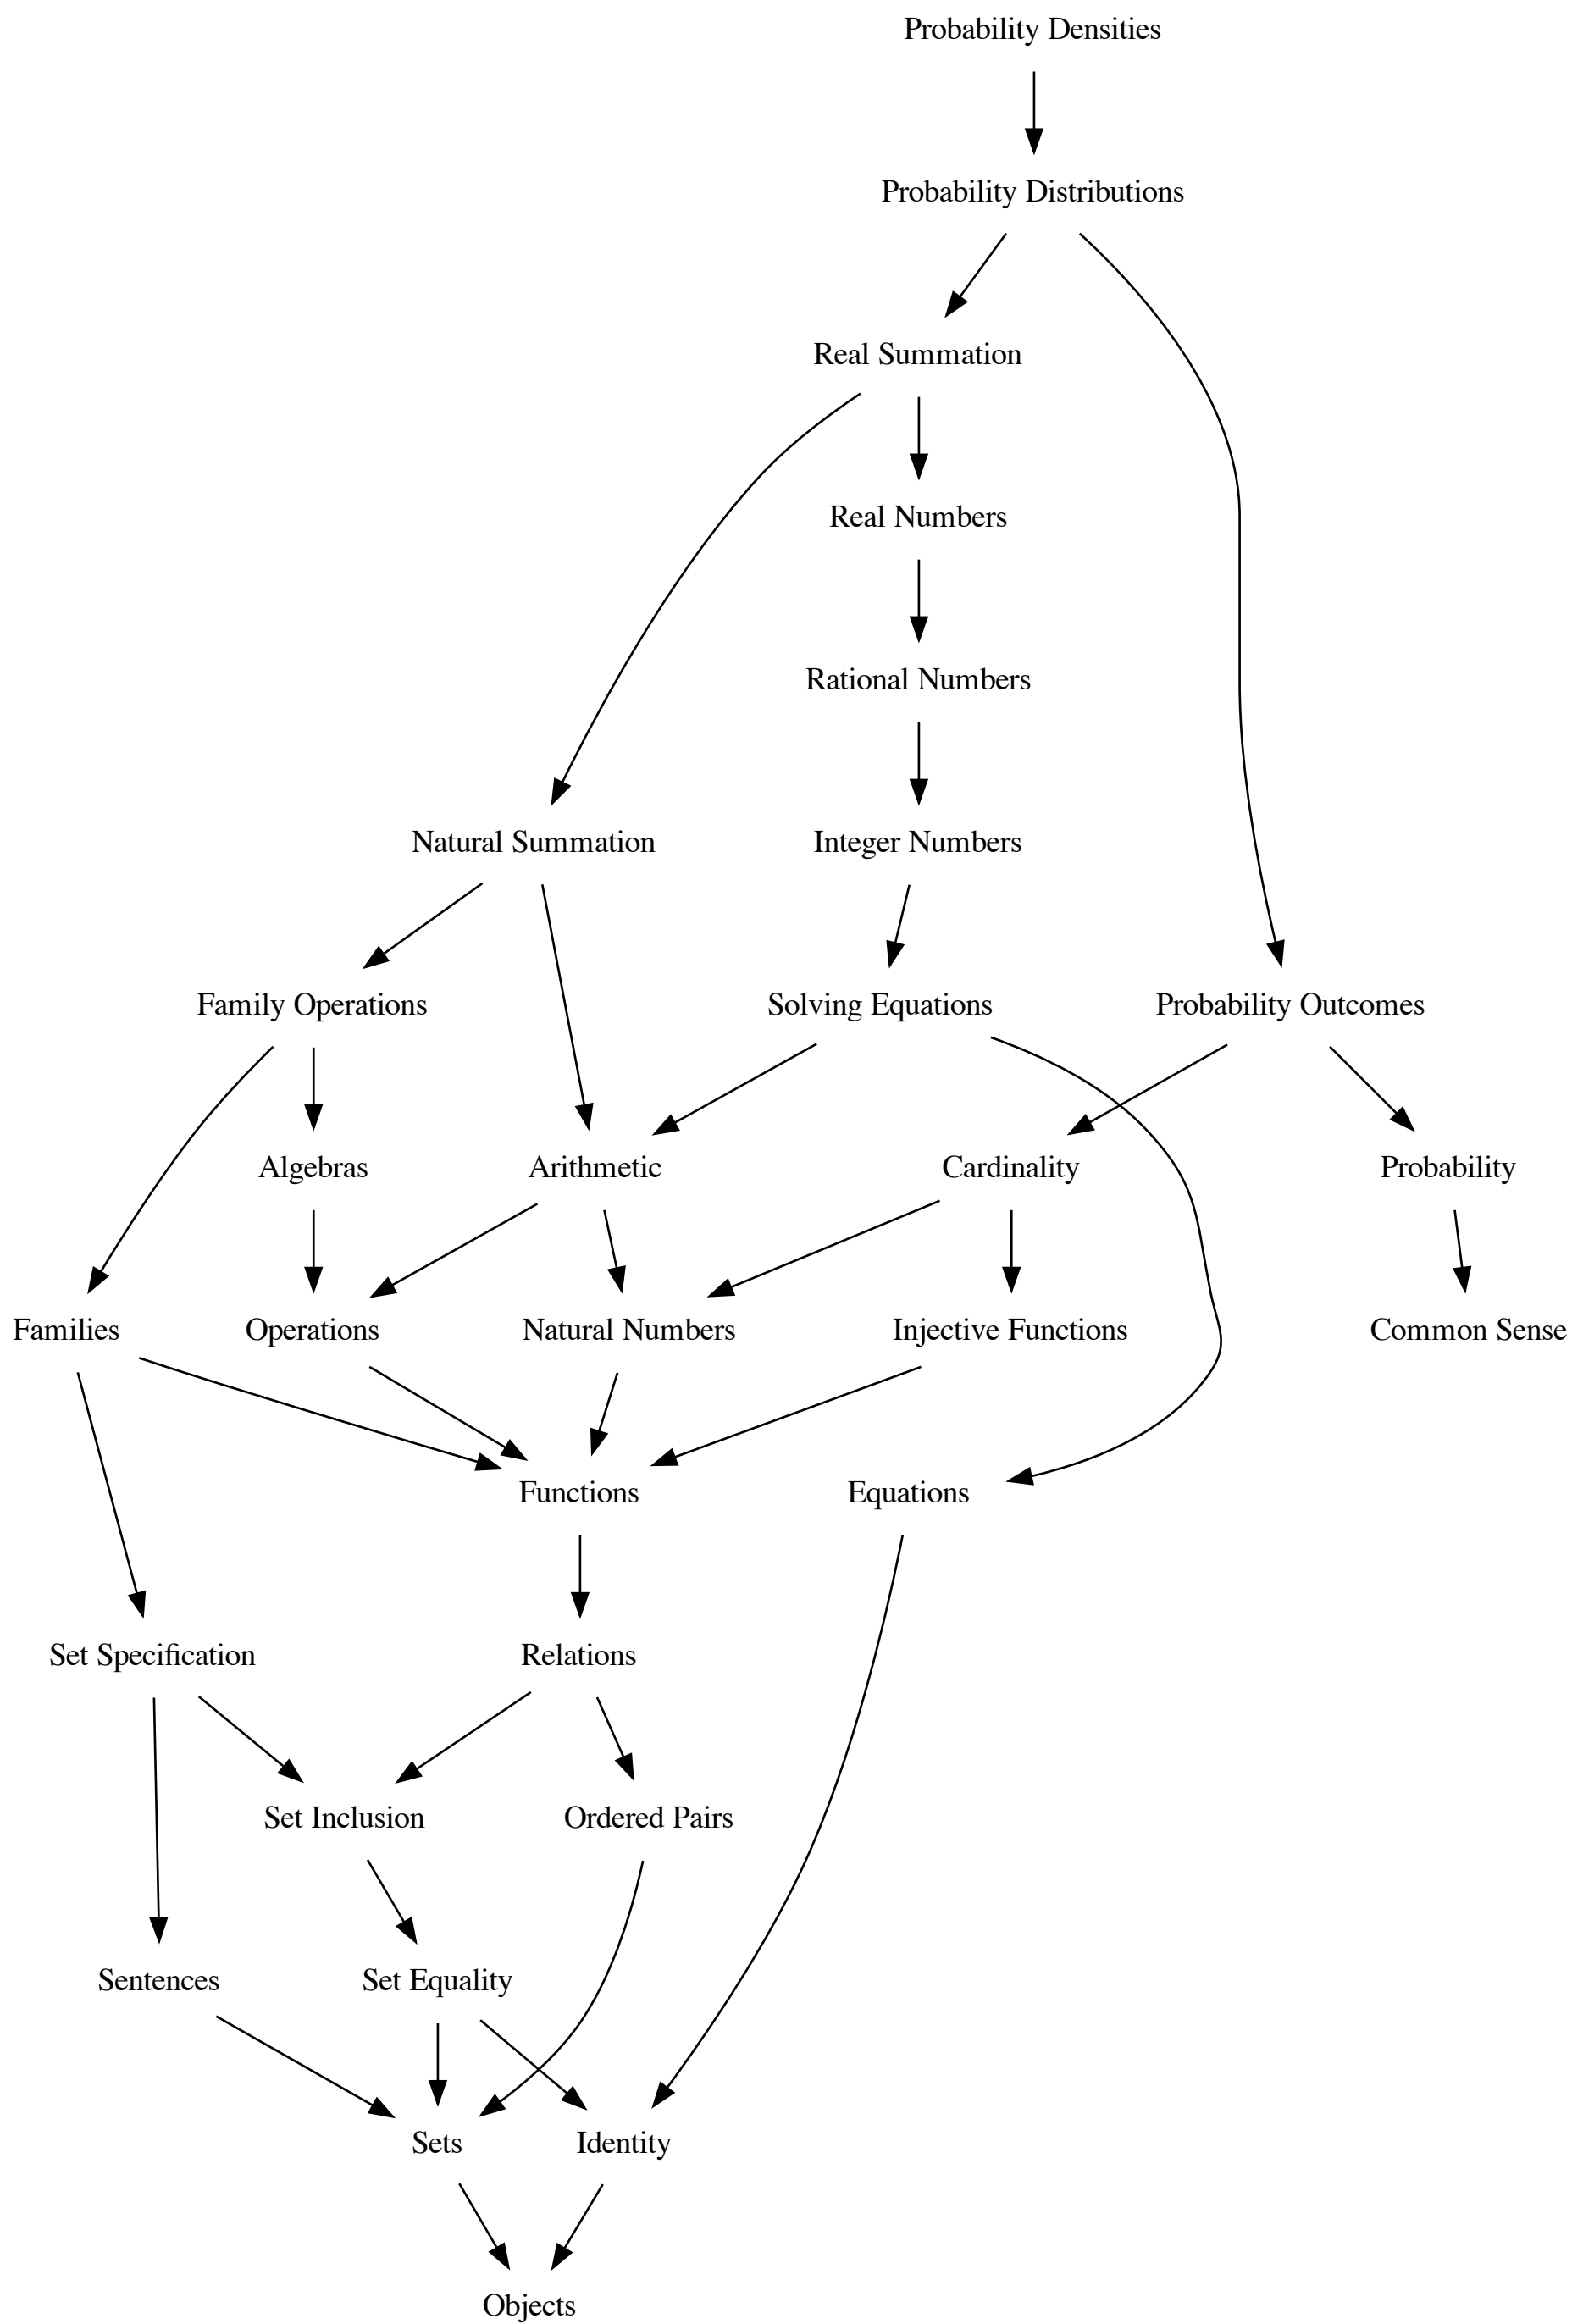 Probability Densities
Probability Distributions
Real Summation
Real Numbers
Rational Numbers
Natural Summation
Integer Numbers
Family Operations
Solving Equations
Probability Outcomes
Algebras
Arithmetic
Cardinality
Probability
Families
Operations
Natural Numbers
Injective Functions
Common Sense
Functions
Equations
Set Specification
Relations
Set Inclusion
Ordered Pairs
Sentences
Set Equality
Sets
Identity
Objects